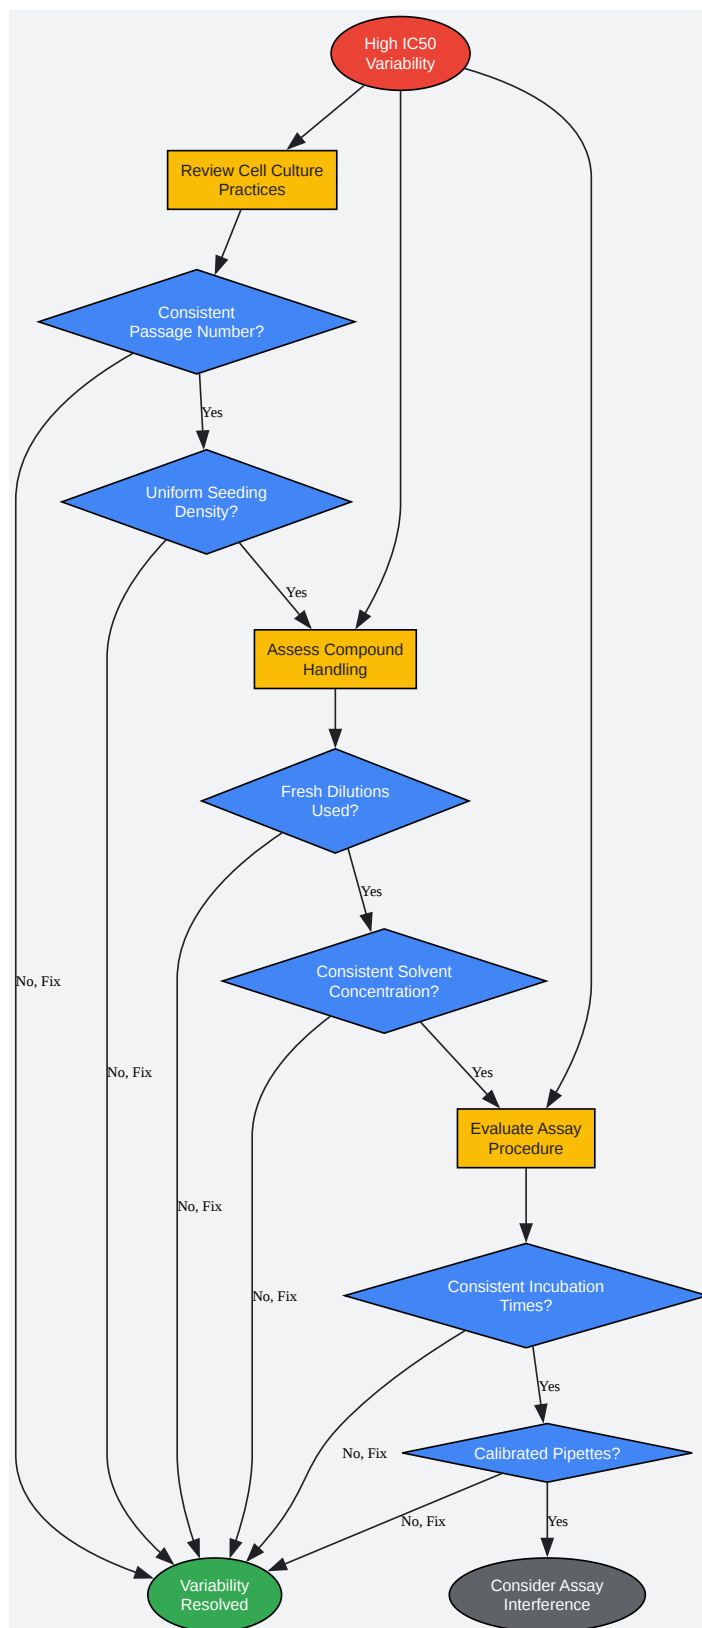 High IC50
Variability
Review Cell Culture
Practices
Consistent
Passage Number?
Yes
Uniform Seeding
Density?
Yes
Assess Compound
Handling
Fresh Dilutions
Used?
Yes
Consistent Solvent
Concentration?
No, Fix
No, Fix
Yes
Evaluate Assay
Procedure
No, Fix
Consistent Incubation
Times?
No, Fix
Yes
No, Fix
Calibrated Pipettes?
No, Fix
Yes
Variability
Resolved
Consider Assay
Interference